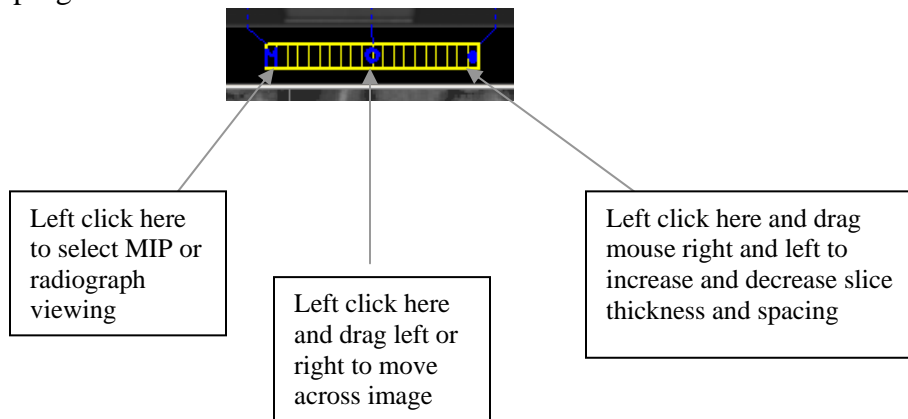 M O
Left click here
to select MIP or
radiograph
viewing
Left click here
and drag left or
right to move
across image
Left click here and drag
mouse right and left to
increase and decrease slice
thickness and spacing